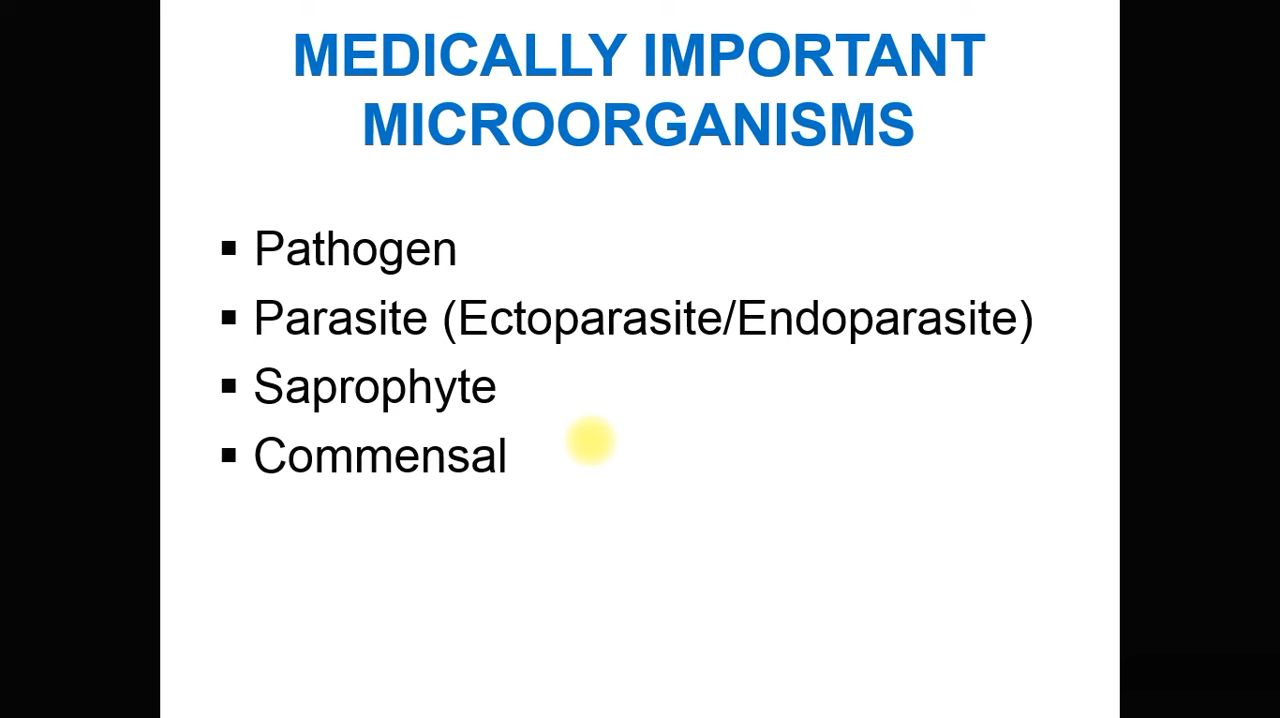 MEDICALLY IMPORTANT
MICROORGANISMS
▪ Pathogen
▪ Parasite (Ectoparasite/Endoparasite)
▪ Saprophyte
▪ Commensal